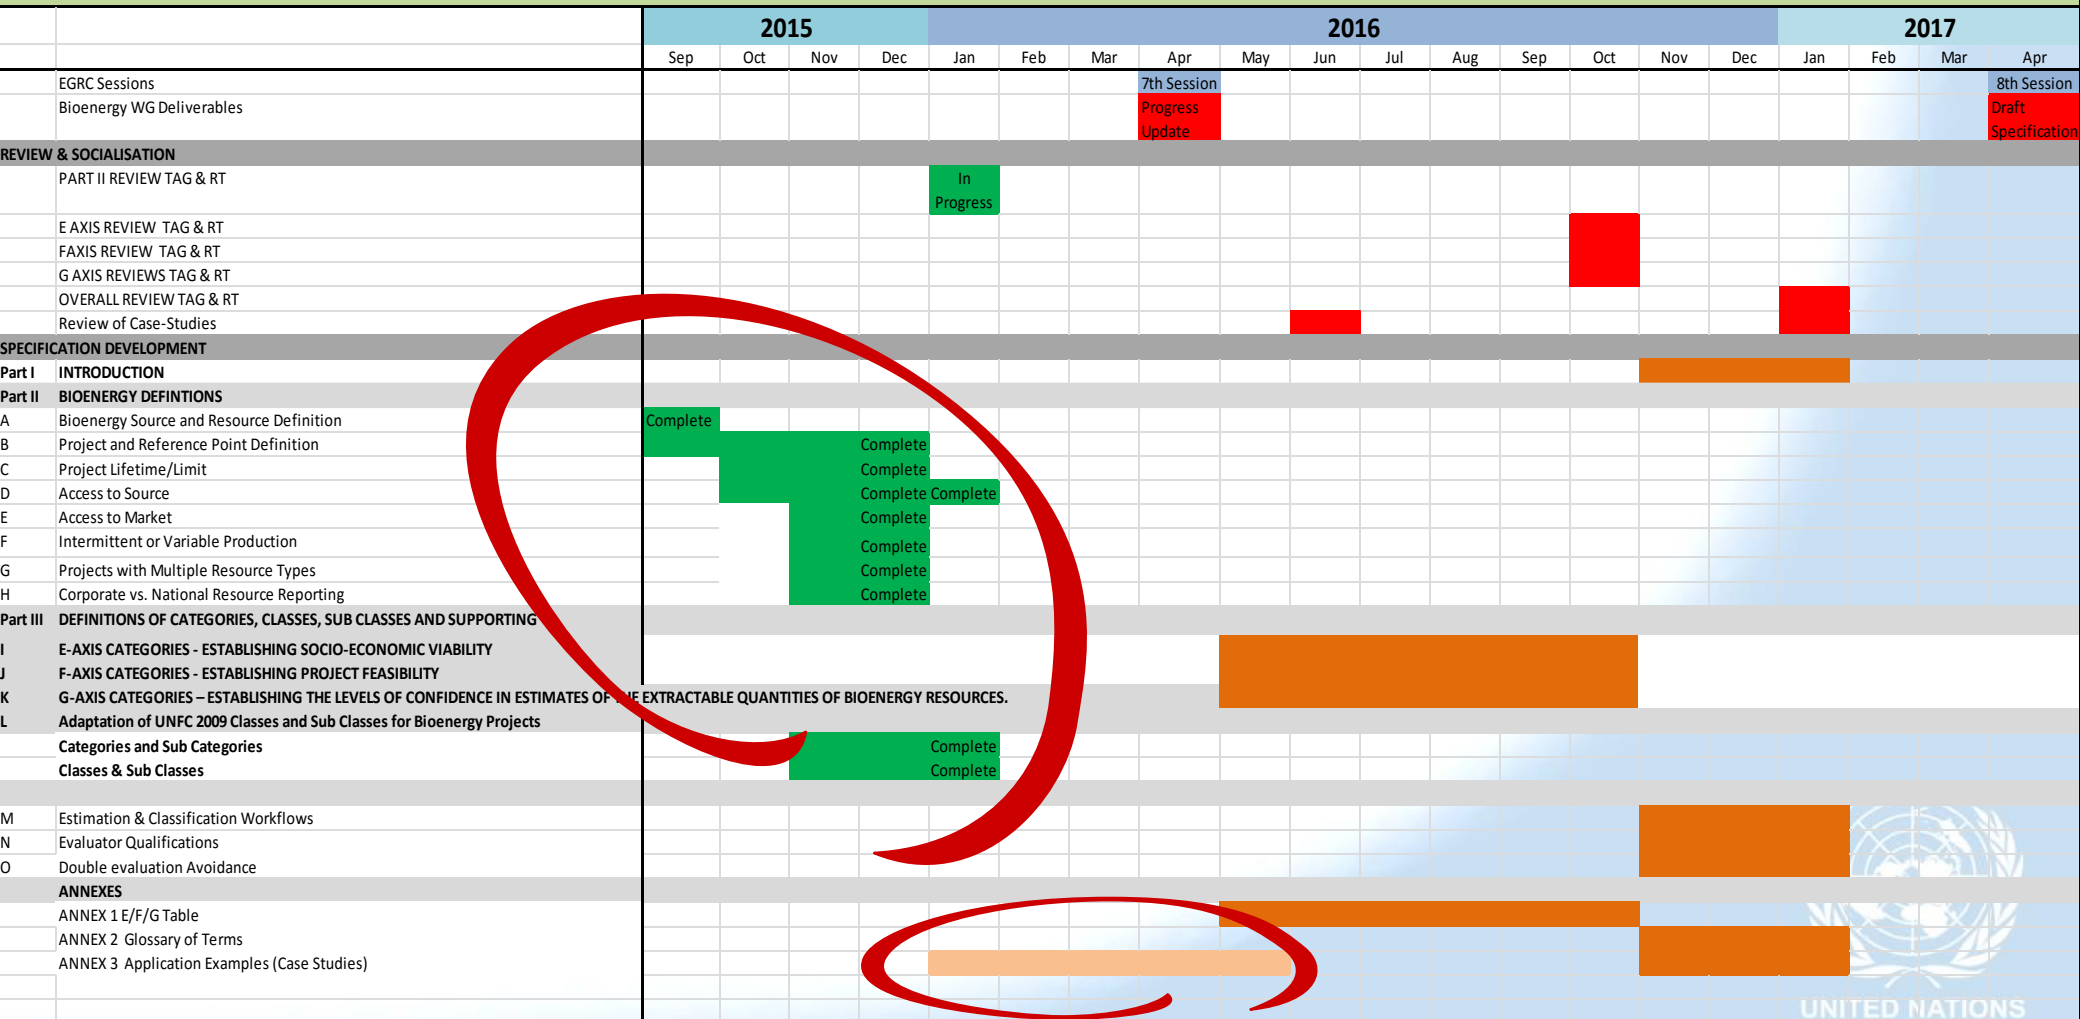 2015 2016 2017
Sep Oct Nov Dec Jan Feb Mar Apr May Jun Jul Aug Sep Oct Nov Dec Jan Feb Mar Apr
EGRC Sessions 7th Session 8th Session
Bioenergy WG Deliverables Progress Draft
Update Specification
REVIEW & SOCIALISATION
PART II REVIEW TAG & RT In
Progress
E AXIS REVIEW TAG & RT
FAXIS REVIEW TAG & RT
G AXIS REVIEWS TAG & RT
OVERALL REVIEW TAG & RT
Review of Case-Studies
SPECIFICATION DEVELOPMENT
Part I INTRODUCTION
Part II BIOENERGY DEFINTIONS
A Bioenergy Source and Resource Definition Complete
B Project and Reference Point Definition Complete
C Project Lifetime/Limit Complete
D Access to Source Complete Complete
E Access to Market Complete
F Intermittent or Variable Production Complete
G Projects with Multiple Resource Types Complete
H Corporate vs. National Resource Reporting Complete
Part III DEFINITIONS OF CATEGORIES, CLASSES, SUB CLASSES AND SUPPORTING
I E-AXIS CATEGORIES - ESTABLISHING SOCIO-ECONOMIC VIABILITY
J F-AXIS CATEGORIES - ESTABLISHING PROJECT FEASIBILITY
K G-AXIS CATEGORIES – ESTABLISHING THE LEVELS OF CONFIDENCE IN ESTIMATES OF THE EXTRACTABLE QUANTITIES OF BIOENERGY RESOURCES.
L Adaptation of UNFC 2009 Classes and Sub Classes for Bioenergy Projects
Categories and Sub Categories Complete
Classes & Sub Classes Complete
M Estimation & Classification Workflows
N Evaluator Qualifications
O Double evaluation Avoidance
ANNEXES
ANNEX 1 E/F/G Table
ANNEX 2 Glossary of Terms
ANNEX 3 Application Examples (Case Studies)
UNITED NATIONS